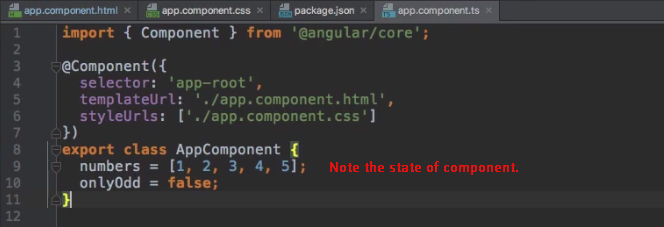 app.component.html app.component.css package.json app.component.ts
1 import { Component } from '@angular/core';
2
3 @Component({
4 selector: 'app-root',
5 templateUrl: './app.component.html',
6 styleUrls: ['./app.component.css']
7 })
8 export class AppComponent {
9 numbers = [1, 2, 3, 4, 5]; Note the state of component.
10 onlyOdd = false;
11 }
12